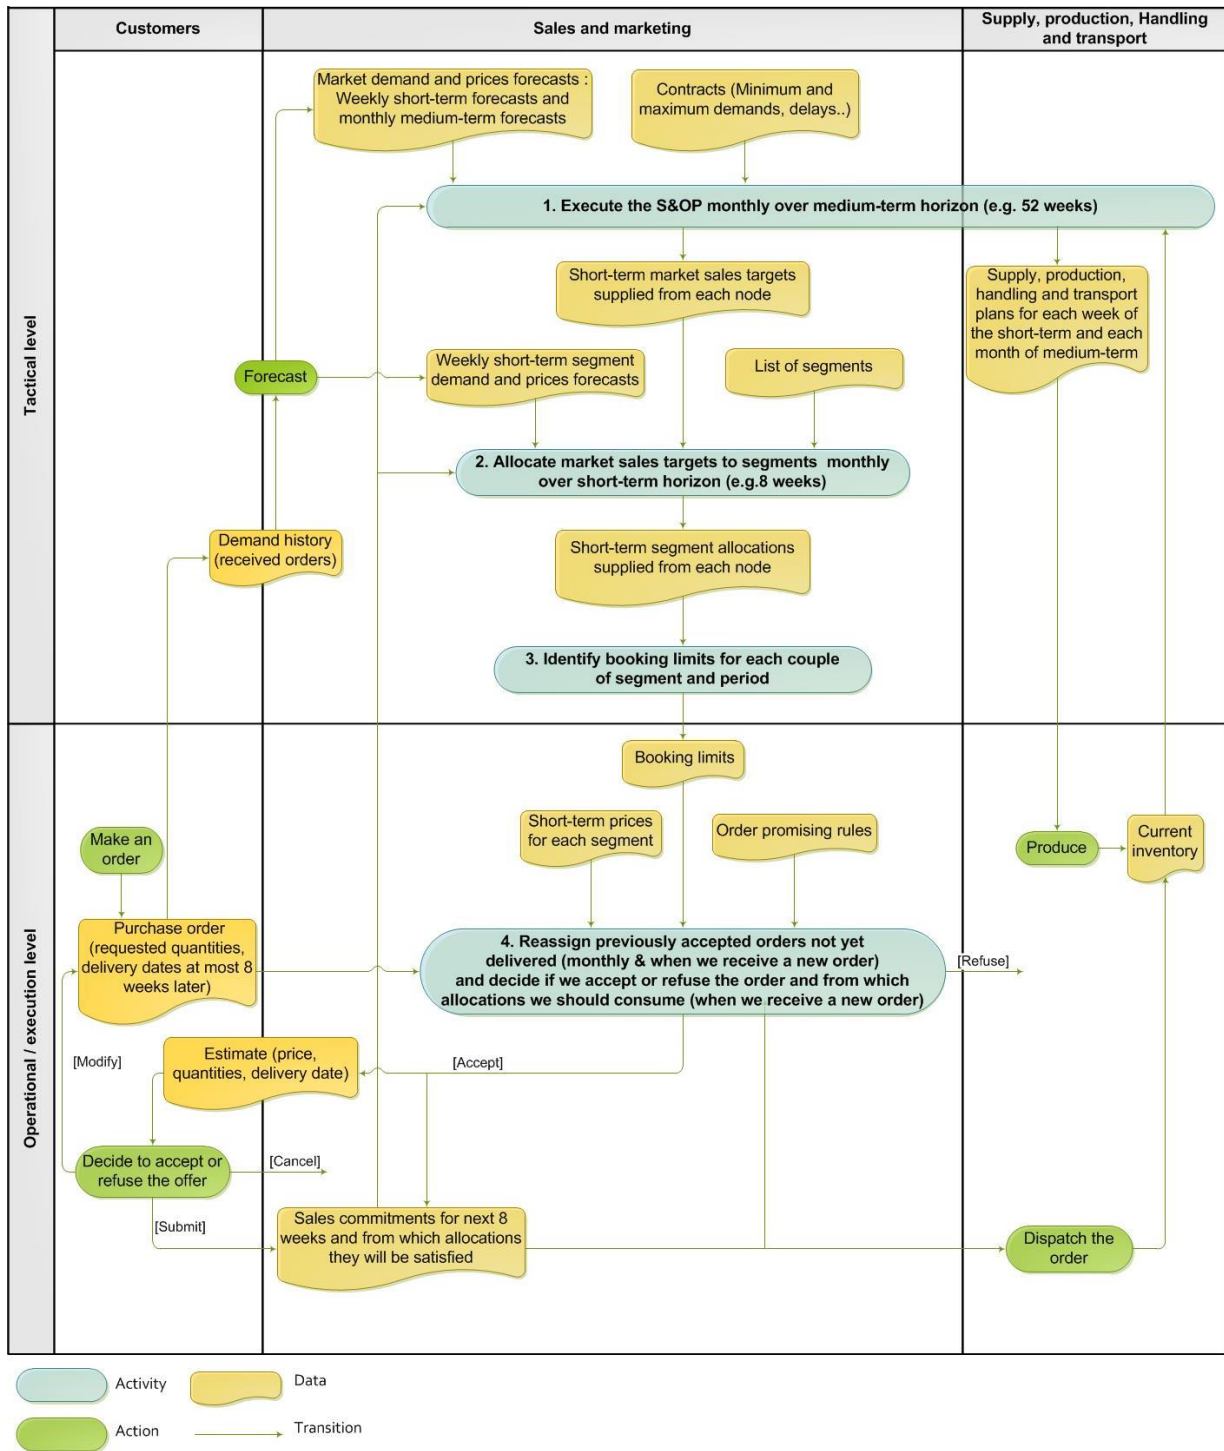 Customers
Sales and marketing
Supply, production, Handling
and transport
Tactical level
Market demand and prices forecasts :
Weekly short-term forecasts and
monthly medium-term forecasts
Contracts (Minimum and
maximum demands, delays..)
1. Execute the S&OP monthly over medium-term horizon (e.g. 52 weeks)
Short-term market sales targets
supplied from each node
Supply, production,
handling and transport
plans for each week of
the short-term and each
month of medium-term
Forecast
Weekly short-term segment
demand and prices forecasts
List of segments
2. Allocate market sales targets to segments monthly
over short-term horizon (e.g.8 weeks)
Demand history
(received orders)
Short-term segment allocations
supplied from each node
3. Identify booking limits for each couple
of segment and period
Operational / execution level
Booking limits
Make an
order
Short-term prices
for each segment
Order promising rules
Produce
Current
inventory
Purchase order
(requested quantities,
delivery dates at most 8
weeks later)
4. Reassign previously accepted orders not yet
delivered (monthly & when we receive a new order)
and decide if we accept or refuse the order and from which
allocations we should consume (when we receive a new order)
[Refuse]
[Modify]
Estimate (price,
quantities, delivery date)
[Accept]
Decide to accept or
refuse the offer
[Cancel]
[Submit]
Sales commitments for next 8
weeks and from which allocations
they will be satisfied
Dispatch the
order
Activity
Data
Action
Transition